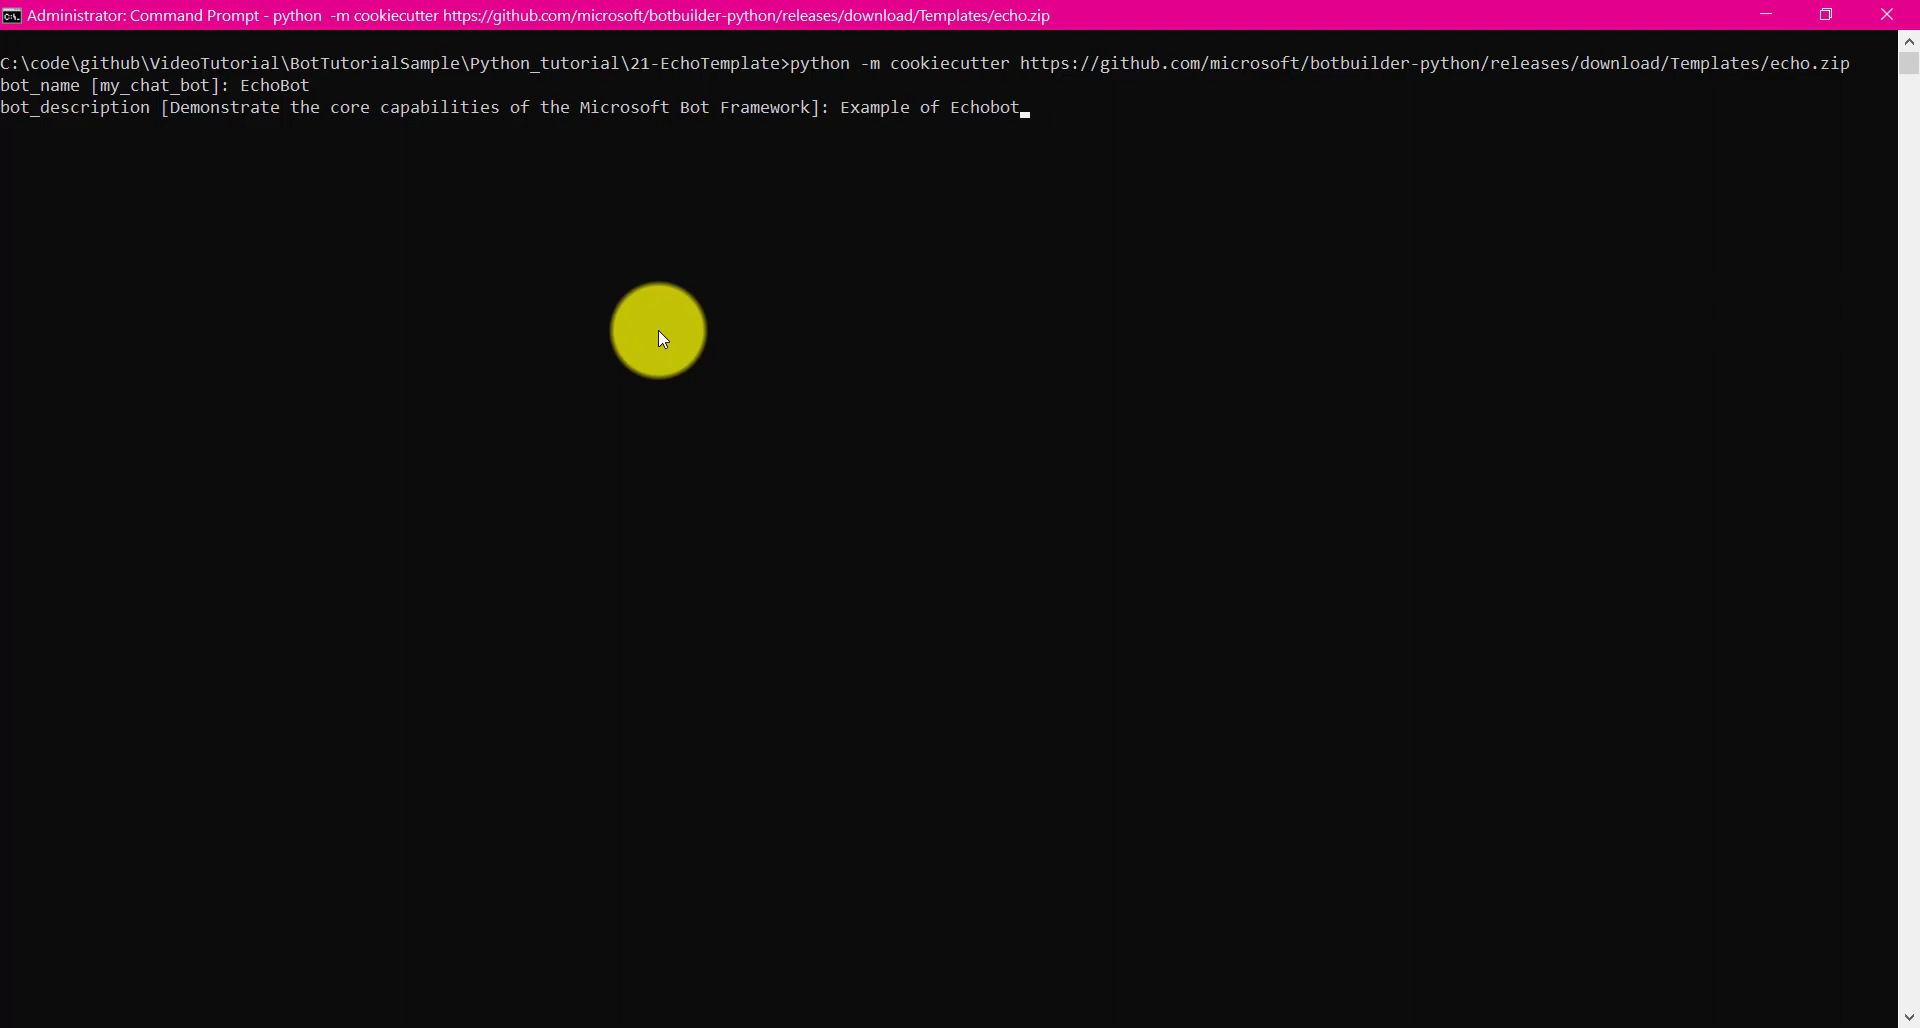 Administrator: Command Prompt - python  -m cookiecutter https://github.com/microsoft/botbuilder-python/releases/download/Templates/echo.zip
C:\code\github\VideoTutorial\BotTutorialSample\Python_tutorial\21-EchoTemplate>python -m cookiecutter https://github.com/microsoft/botbuilder-python/releases/download/Templates/echo.zip
bot_name [my_chat_bot]: EchoBot
bot_description [Demonstrate the core capabilities of the Microsoft Bot Framework]: Example of Echobot